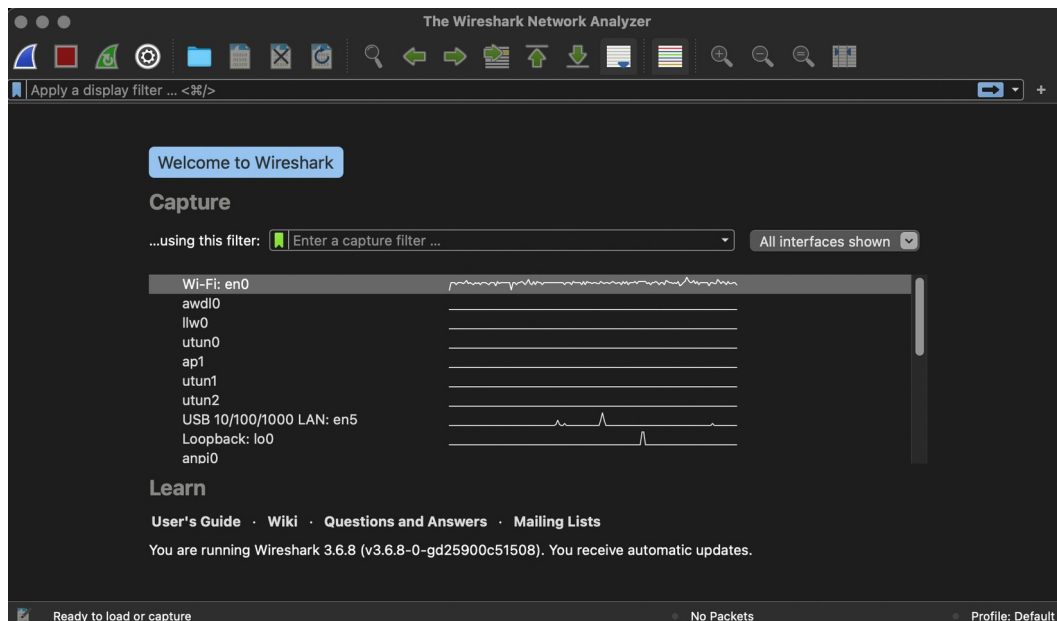 The Wireshark Network Analyzer
Apply a display filter ... <⌘/>
+
Welcome to Wireshark
Capture
...using this filter: Enter a capture filter ... All interfaces shown
Wi-Fi: en0
awdl0
llw0
utun0
ap1
utun1
utun2
USB 10/100/1000 LAN: en5
Loopback: lo0
anpi0
Learn
User's Guide · Wiki · Questions and Answers · Mailing Lists
You are running Wireshark 3.6.8 (v3.6.8-0-gd25900c51508). You receive automatic updates.
Ready to load or capture No Packets Profile: Default